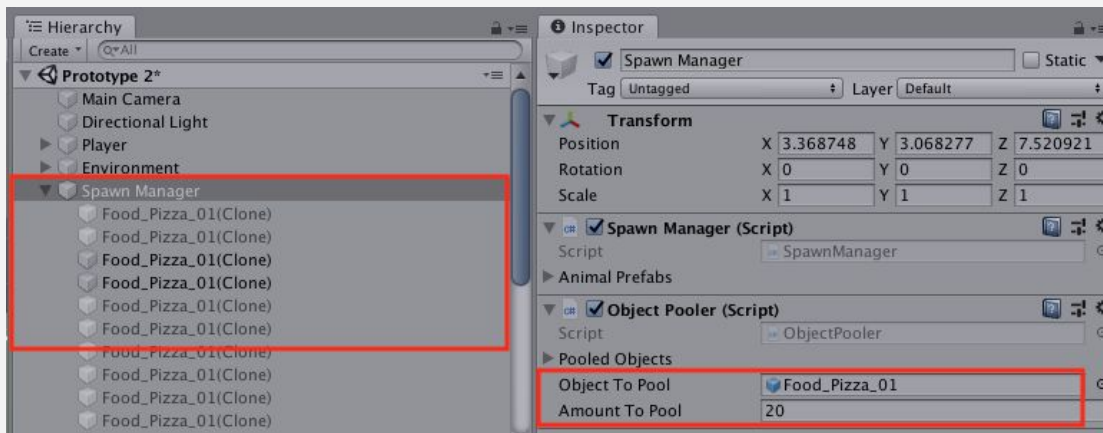 Hierarchy
Create
All
Prototype 2*
Main Camera
Directional Light
Player
Environment
Spawn Manager
Food_Pizza_01(Clone)
Food_Pizza_01(Clone)
Food_Pizza_01(Clone)
Food_Pizza_01(Clone)
Food_Pizza_01(Clone)
Food_Pizza_01(Clone)
Food_Pizza_01(Clone)
Food_Pizza_01(Clone)
Food_Pizza_01(Clone)
Food_Pizza_01(Clone)
Inspector
Spawn Manager Static
Tag Untagged Layer Default
Transform
Position X 3.368748 Y 3.068277 Z 7.520921
Rotation X 0 Y 0 Z 0
Scale X 1 Y 1 Z 1
c# Spawn Manager (Script)
Script SpawnManager
Animal Prefabs
c# Object Pooler (Script)
Script ObjectPooler
Pooled Objects
Object To Pool Food_Pizza_01
Amount To Pool 20